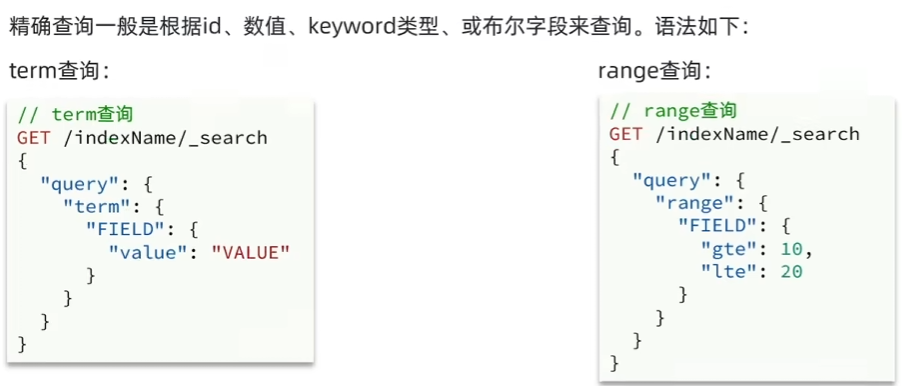 精确查询一般是根据id、数值、keyword类型、或布尔字段来查询。语法如下：
term查询：
// term查询
GET /indexName/_search
{
  "query": {
    "term": {
      "FIELD": {
        "value": "VALUE"
      }
    }
  }
}
range查询：
// range查询
GET /indexName/_search
{
  "query": {
    "range": {
      "FIELD": {
        "gte": 10,
        "lte": 20
      }
    }
  }
}